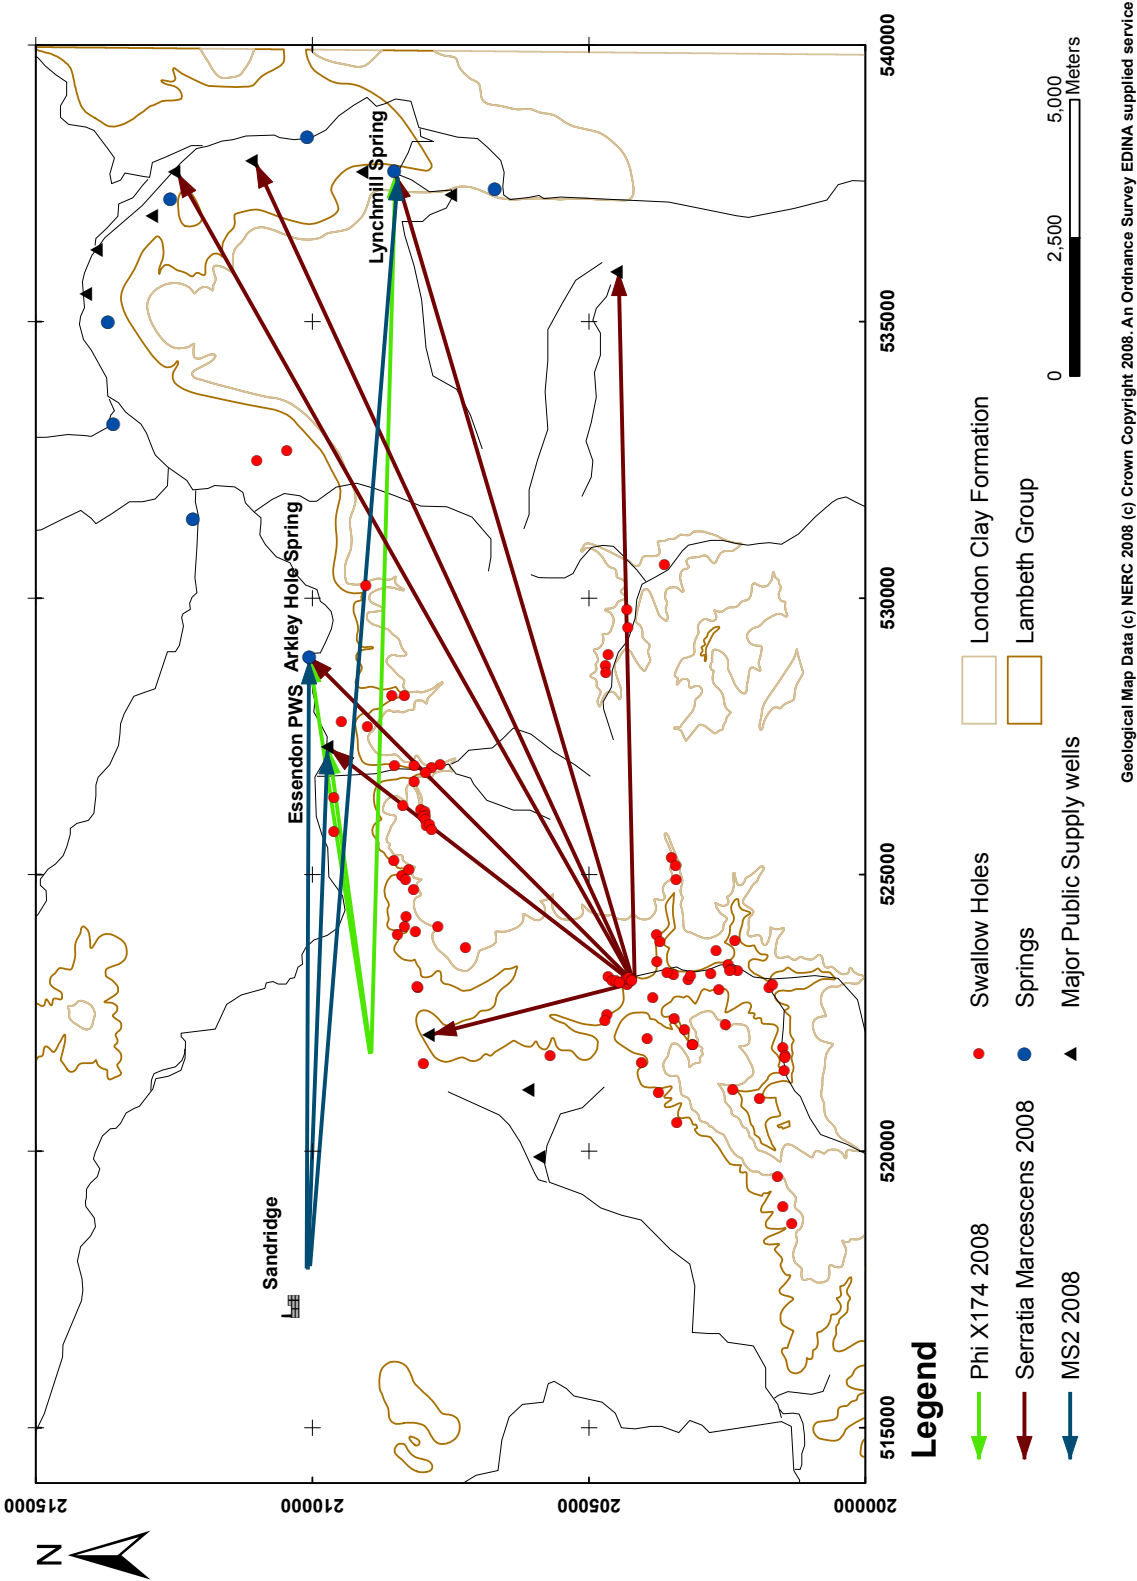 N
215000
210000
205000
200000
515000
520000
525000
530000
535000
540000
Sandridge
Essendon PWS
Arkley Hole Spring
Lynchmill Spring
Legend
Phi X174 2008
Serratia Marcescens 2008
MS2 2008
Swallow Holes
Springs
Major Public Supply wells
London Clay Formation
Lambeth Group
0 2,500 5,000
Meters
Geological Map Data (c) NERC 2008 (c) Crown Copyright 2008. An Ordnance Survey EDINA supplied service